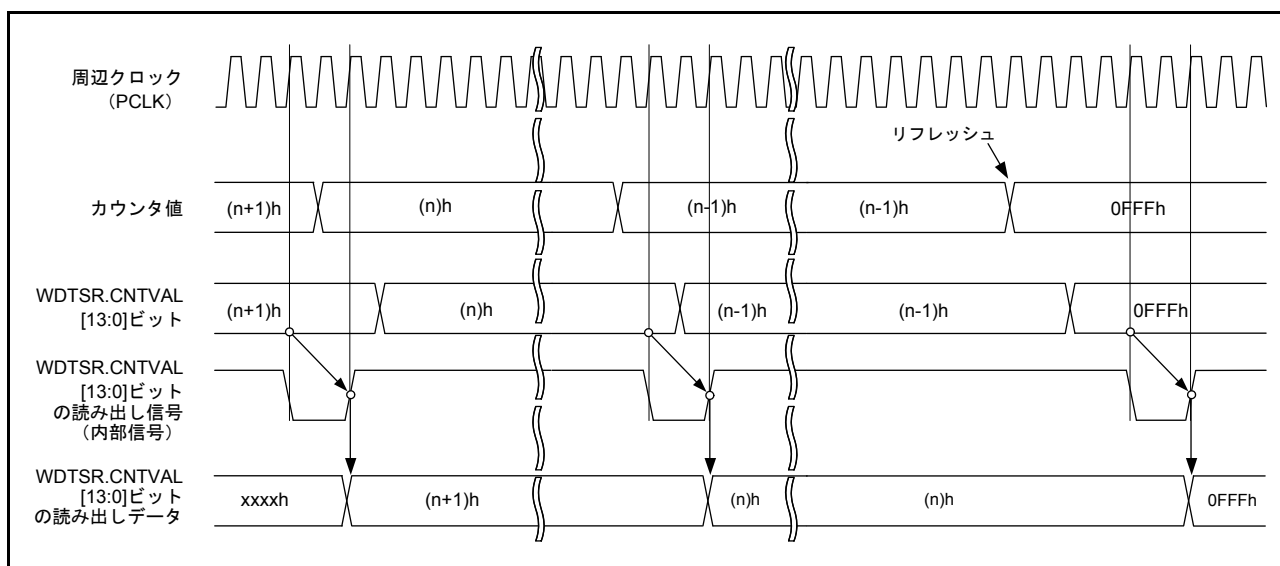 周辺クロック
（PCLK）
リフレッシュ
カウンタ値
(n+1)h
(n)h
(n-1)h
(n-1)h
0FFFh
WDTSR.CNTVAL
[13:0]ビット
(n+1)h
(n)h
(n-1)h
(n-1)h
0FFFh
WDTSR.CNTVAL
[13:0]ビット
の読み出し信号
（内部信号）
WDTSR.CNTVAL
[13:0]ビット
の読み出しデータ
xxxxh
(n+1)h
(n)h
(n)h
0FFFh